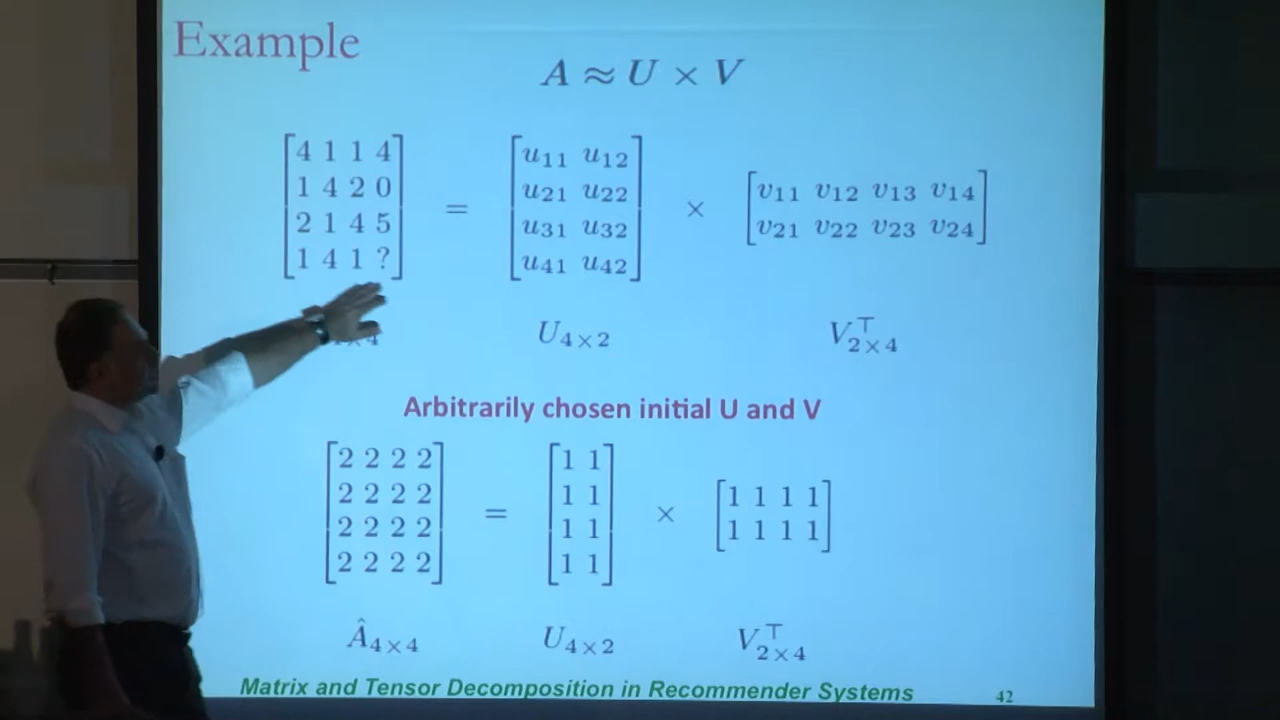 Example
A ≈ U × V
[4 1 1 4] [u11 u12]
[1 4 2 0] = [u21 u22] × [v11 v12 v13 v14]
[2 1 4 5] [u31 u32] [v21 v22 v23 v24]
[1 4 1 ?] [u41 u42]
U4×2 V⊤2×4
Arbitrarily chosen initial U and V
[2 2 2 2] [1 1]
[2 2 2 2] = [1 1] × [1 1 1 1]
[2 2 2 2] [1 1] [1 1 1 1]
[2 2 2 2] [1 1]
Â4×4 U4×2 V⊤2×4
Matrix and Tensor Decomposition in Recommender Systems 42